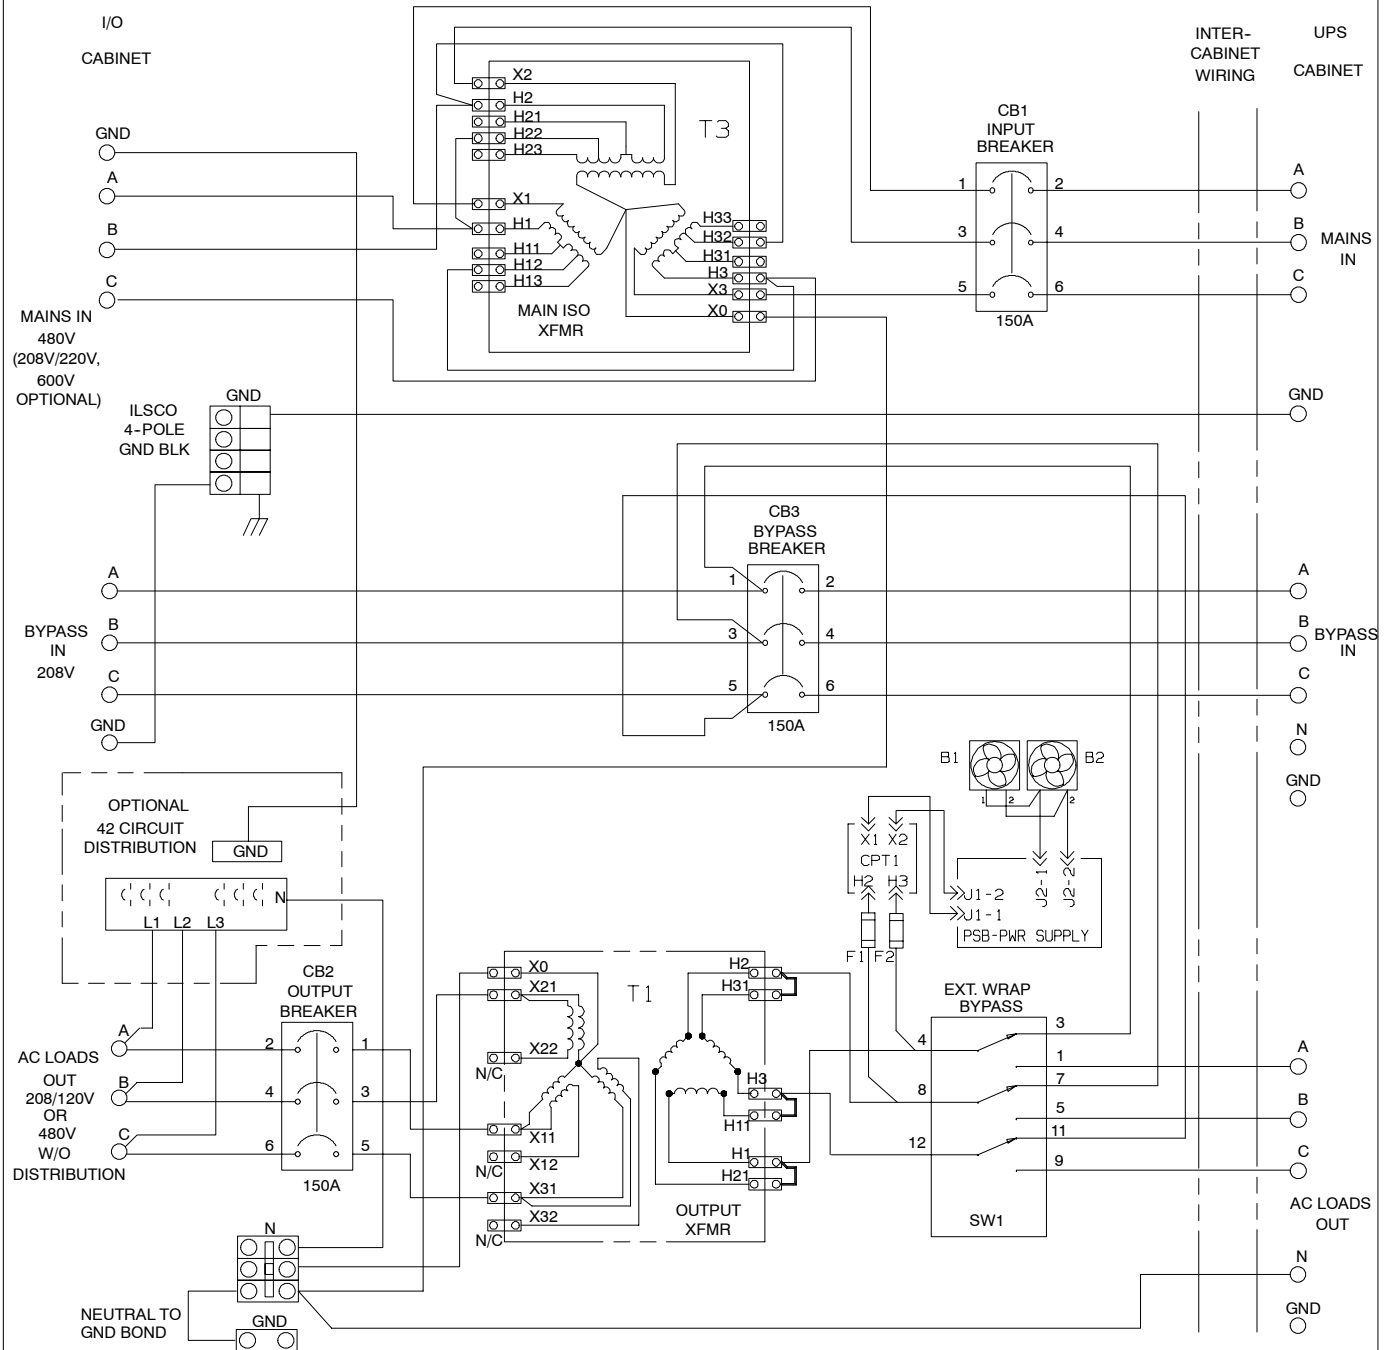 I/O
CABINET
INTER-
CABINET
WIRING
UPS
CABINET
GND
A
B
C
MAINS IN
480V
(208V/220V,
600V
OPTIONAL)
X2
H2
H21
H22
H23
T3
X1
H1
H11
H12
H13
H33
H32
H31
H3
X3
X0
MAIN ISO
XFMR
CB1
INPUT
BREAKER
1
2
3
4
5
6
150A
A
B
C
MAINS
IN
GND
ILSCO
4-POLE
GND BLK
GND
CB3
BYPASS
BREAKER
1
2
3
4
5
6
150A
A
B
C
BYPASS
IN
208V
GND
A
B
C
BYPASS
IN
N
GND
OPTIONAL
42 CIRCUIT
DISTRIBUTION
GND
N
L1
L2
L3
B1
B2
1
2
1
2
X1
X2
CPT1
H2
H3
F1
F2
J1-2
J1-1
J2-1
J2-2
PSB-PWR SUPPLY
CB2
OUTPUT
BREAKER
2
1
4
3
6
5
150A
A
B
C
AC LOADS
OUT
208/120V
OR
480V
W/O
DISTRIBUTION
X0
X21
X22
N/C
X11
X12
N/C
X31
X32
N/C
T1
H2
H31
H3
H11
H1
H21
OUTPUT
XFMR
EXT. WRAP
BYPASS
4
3
1
8
7
5
12
11
9
SW1
A
B
C
AC LOADS
OUT
N
GND
N
NEUTRAL TO
GND BOND
GND